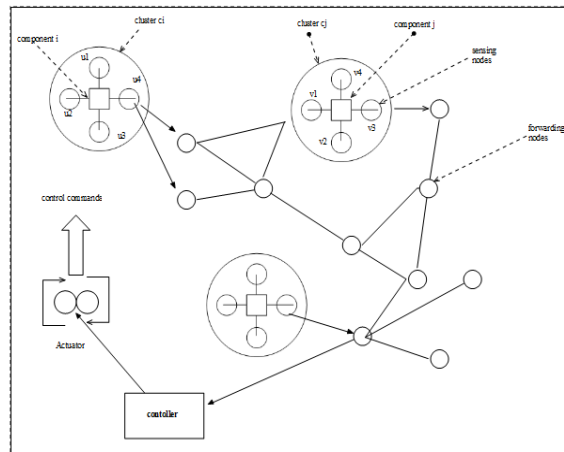 cluster ci
cluster cj
component j
component i
u1
sensing
nodes
v4
u4
v1
u2
v3
u3
v2
forwarding
nodes
control commande
Actuator
contoller